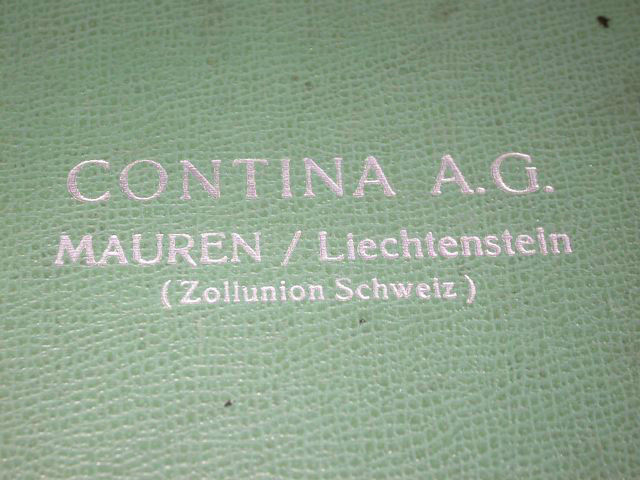 CONTINA A.G.
MAUREN / Liechtenstein
(Zollunion Schweiz)